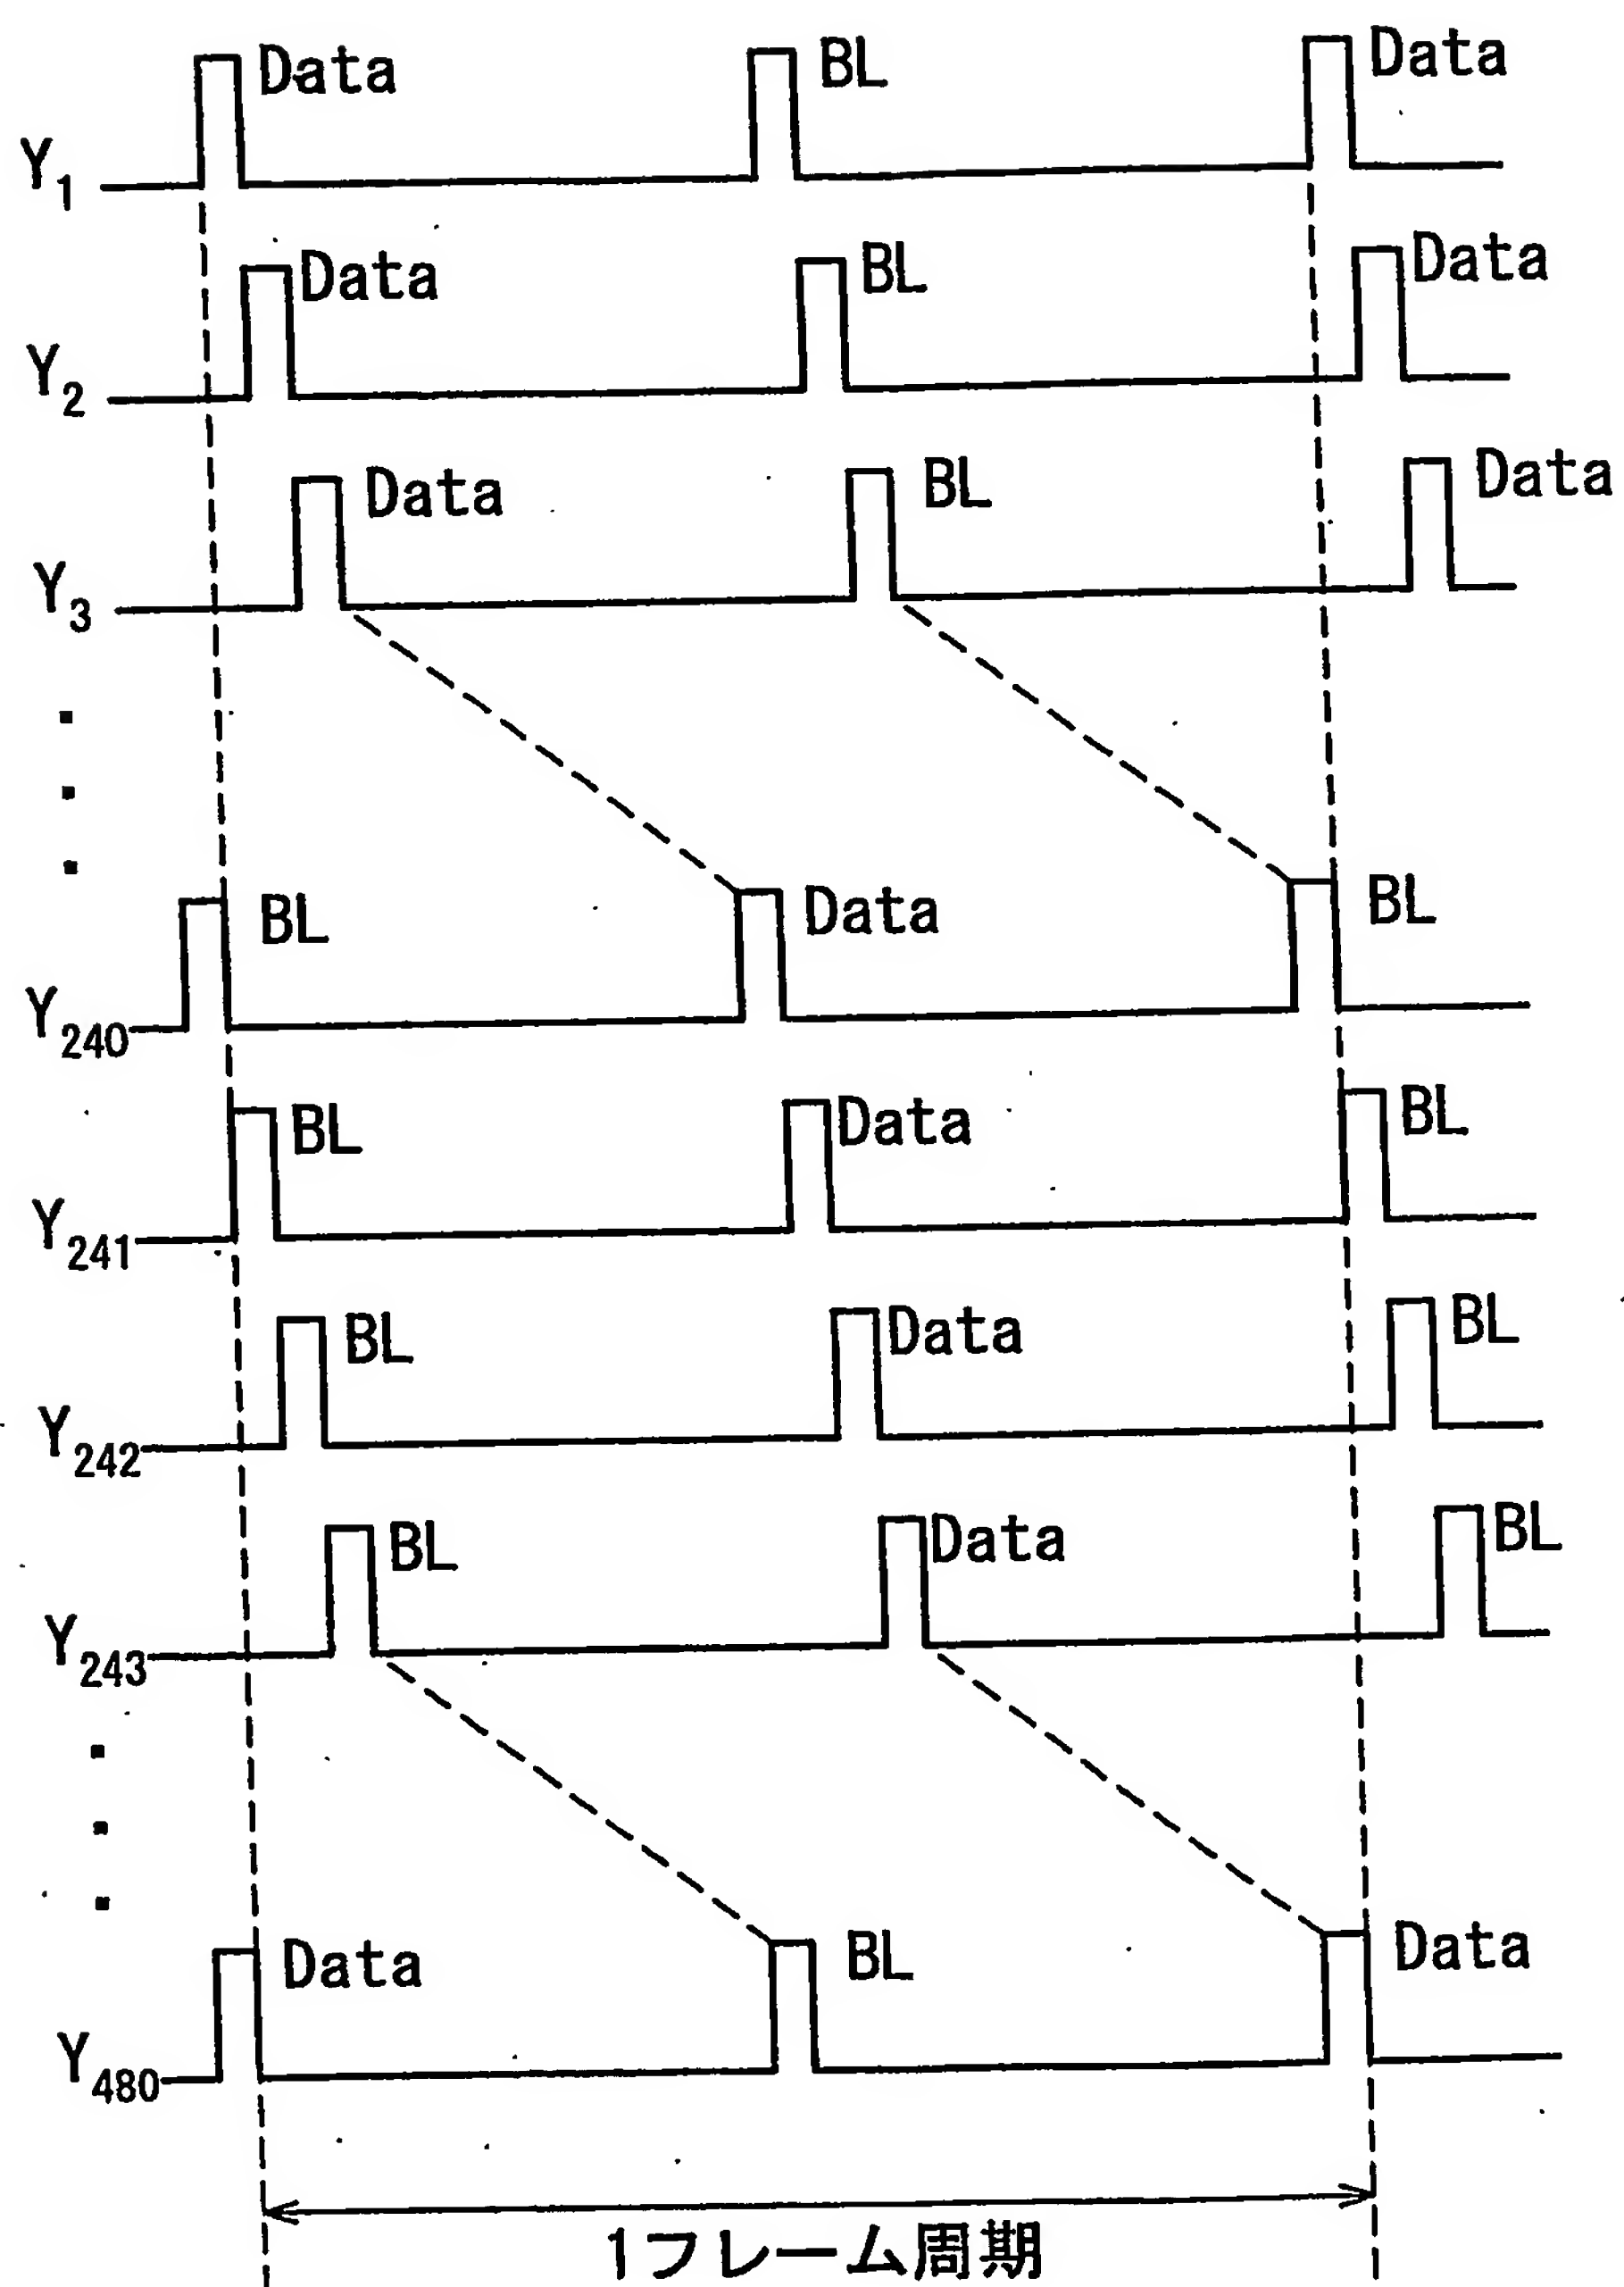 Data BL Data
Y1
Data BL Data
Y2
Data BL Data
Y3
BL Data BL
Y240
BL Data BL
Y241
BL Data BL
Y242
BL Data BL
Y243
Data BL Data
Y480
1フレーム周期